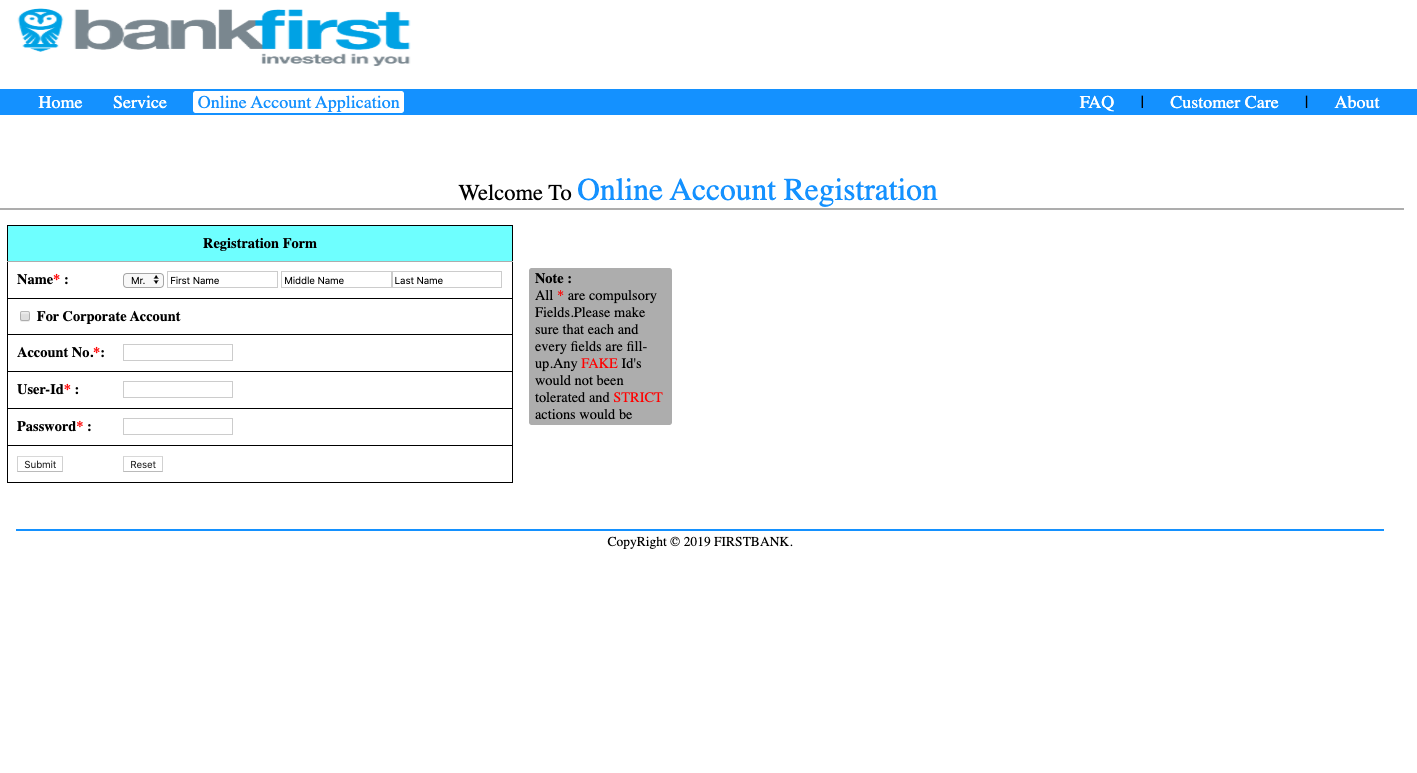 bankfirst
invested in you
Home Service Online Account Application FAQ | Customer Care | About
Welcome To Online Account Registration
Registration Form
Name* : Mr. First Name Middle Name Last Name
For Corporate Account
Account No.*:
User-Id* :
Password* :
Submit Reset
Note :
All * are compulsory
Fields.Please make
sure that each and
every fields are fill-
up.Any FAKE Id's
would not been
tolerated and STRICT
actions would be
CopyRight © 2019 FIRSTBANK.